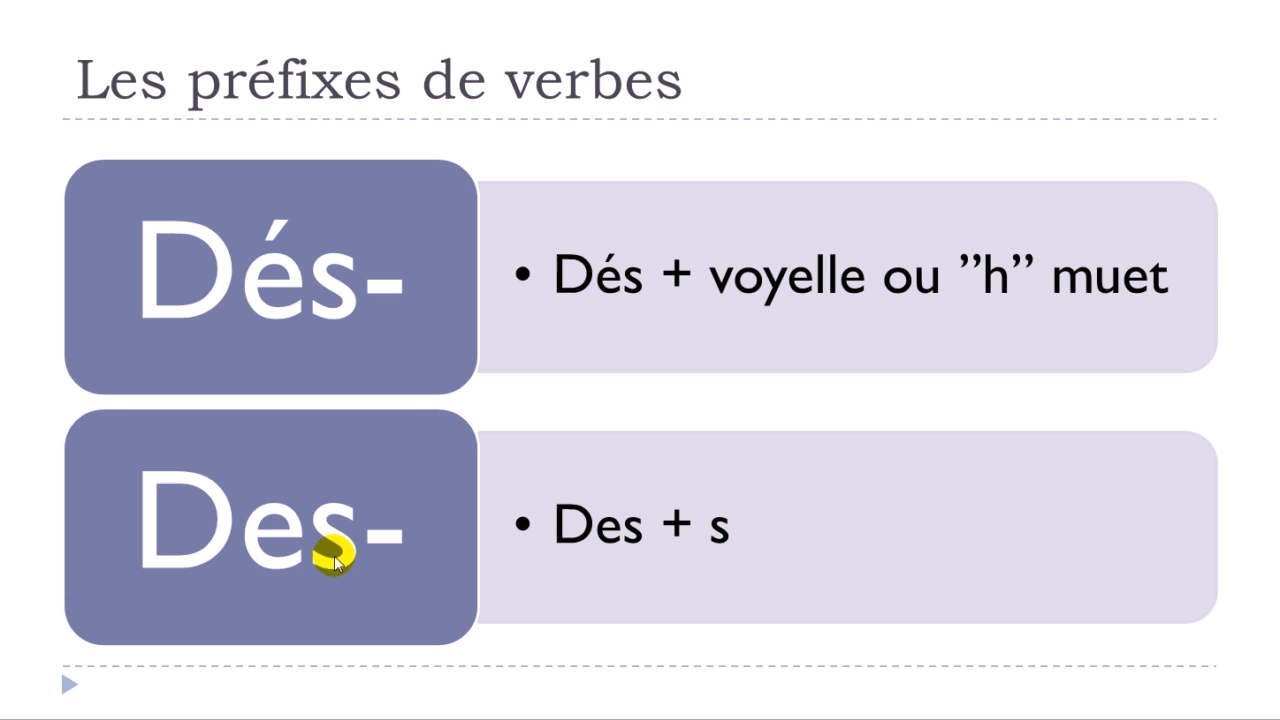 Les préfixes de verbes
Dés-
• Dés + voyelle ou ”h” muet
Des-
• Des + s